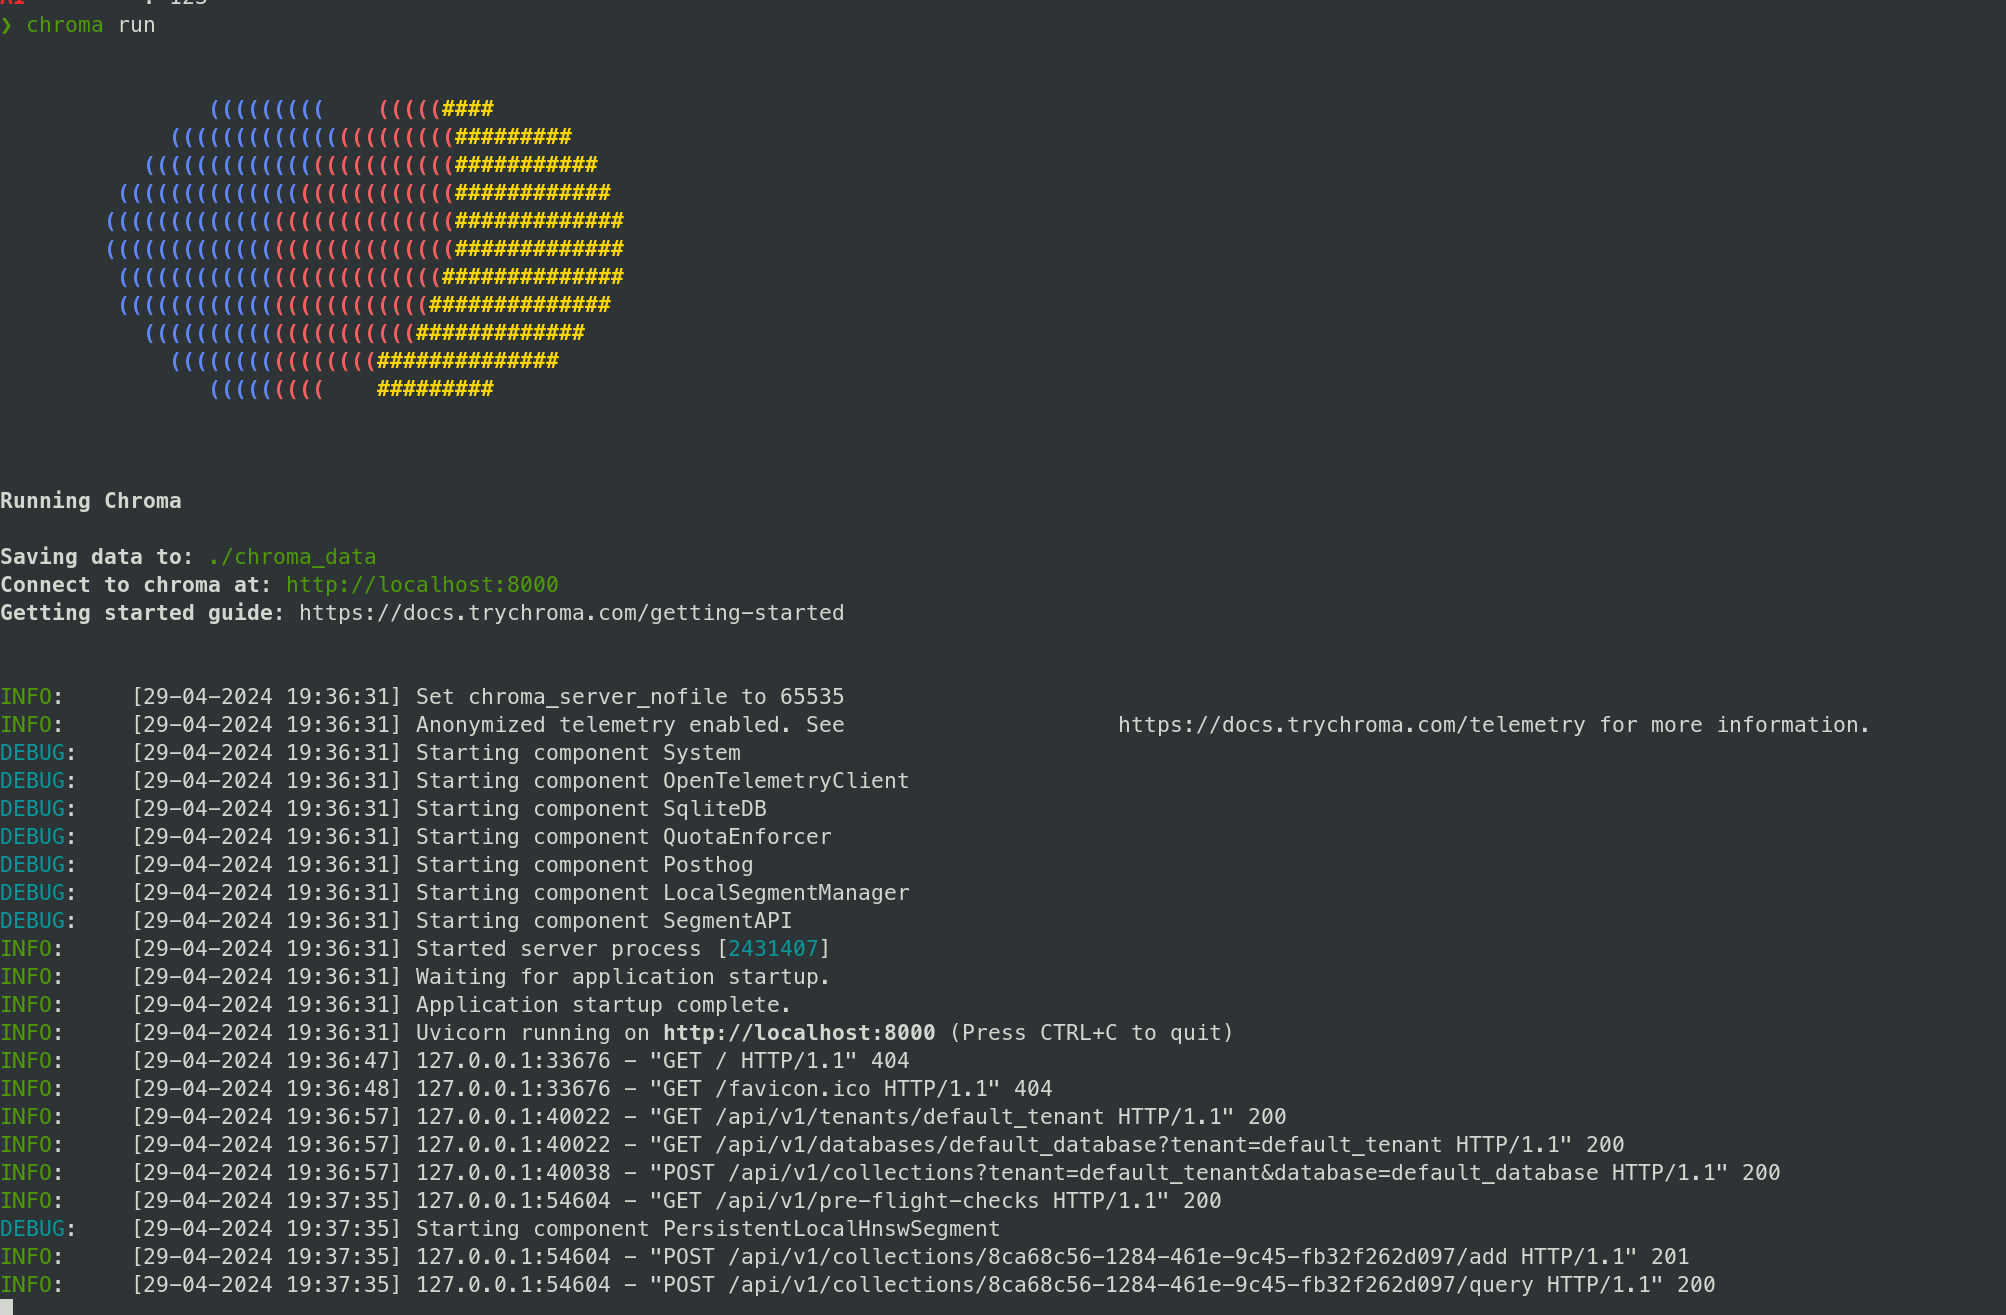 ❯ chroma run
(((((((((    (((((####
((((((((((((((((((((((#########
((((((((((((((((((((((((###########
((((((((((((((((((((((((((############
(((((((((((((((((((((((((((#############
(((((((((((((((((((((((((((#############
(((((((((((((((((((((((((##############
((((((((((((((((((((((((##############
(((((((((((((((((((((#############
((((((((((((((((##############
(((((((((    #########
Running Chroma
Saving data to: ./chroma_data
Connect to chroma at: http://localhost:8000
Getting started guide: https://docs.trychroma.com/getting-started
INFO:     [29-04-2024 19:36:31] Set chroma_server_nofile to 65535
INFO:     [29-04-2024 19:36:31] Anonymized telemetry enabled. See                     https://docs.trychroma.com/telemetry for more information.
DEBUG:    [29-04-2024 19:36:31] Starting component System
DEBUG:    [29-04-2024 19:36:31] Starting component OpenTelemetryClient
DEBUG:    [29-04-2024 19:36:31] Starting component SqliteDB
DEBUG:    [29-04-2024 19:36:31] Starting component QuotaEnforcer
DEBUG:    [29-04-2024 19:36:31] Starting component Posthog
DEBUG:    [29-04-2024 19:36:31] Starting component LocalSegmentManager
DEBUG:    [29-04-2024 19:36:31] Starting component SegmentAPI
INFO:     [29-04-2024 19:36:31] Started server process [2431407]
INFO:     [29-04-2024 19:36:31] Waiting for application startup.
INFO:     [29-04-2024 19:36:31] Application startup complete.
INFO:     [29-04-2024 19:36:31] Uvicorn running on http://localhost:8000 (Press CTRL+C to quit)
INFO:     [29-04-2024 19:36:47] 127.0.0.1:33676 - "GET / HTTP/1.1" 404
INFO:     [29-04-2024 19:36:48] 127.0.0.1:33676 - "GET /favicon.ico HTTP/1.1" 404
INFO:     [29-04-2024 19:36:57] 127.0.0.1:40022 - "GET /api/v1/tenants/default_tenant HTTP/1.1" 200
INFO:     [29-04-2024 19:36:57] 127.0.0.1:40022 - "GET /api/v1/databases/default_database?tenant=default_tenant HTTP/1.1" 200
INFO:     [29-04-2024 19:36:57] 127.0.0.1:40038 - "POST /api/v1/collections?tenant=default_tenant&database=default_database HTTP/1.1" 200
INFO:     [29-04-2024 19:37:35] 127.0.0.1:54604 - "GET /api/v1/pre-flight-checks HTTP/1.1" 200
DEBUG:    [29-04-2024 19:37:35] Starting component PersistentLocalHnswSegment
INFO:     [29-04-2024 19:37:35] 127.0.0.1:54604 - "POST /api/v1/collections/8ca68c56-1284-461e-9c45-fb32f262d097/add HTTP/1.1" 201
INFO:     [29-04-2024 19:37:35] 127.0.0.1:54604 - "POST /api/v1/collections/8ca68c56-1284-461e-9c45-fb32f262d097/query HTTP/1.1" 200